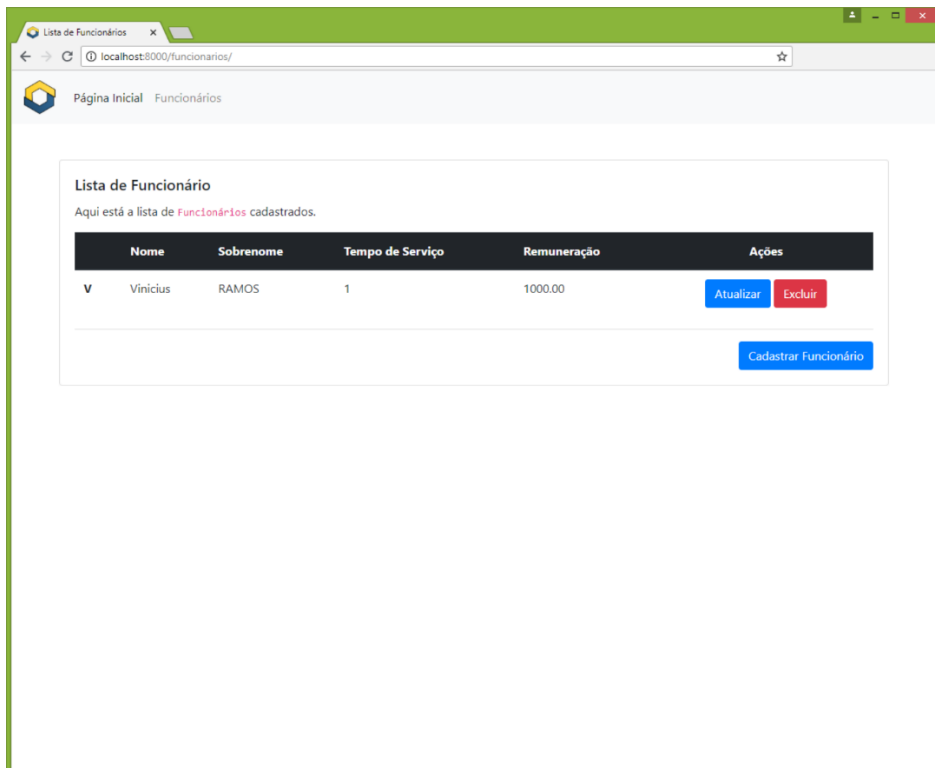 Lista de Funcionários
localhost:8000/funcionarios/
Página Inicial Funcionários
Lista de Funcionário
Aqui está a lista de Funcionários cadastrados.
Nome Sobrenome Tempo de Serviço Remuneração Ações
V Vinicius RAMOS 1 1000.00 Atualizar Excluir
Cadastrar Funcionário